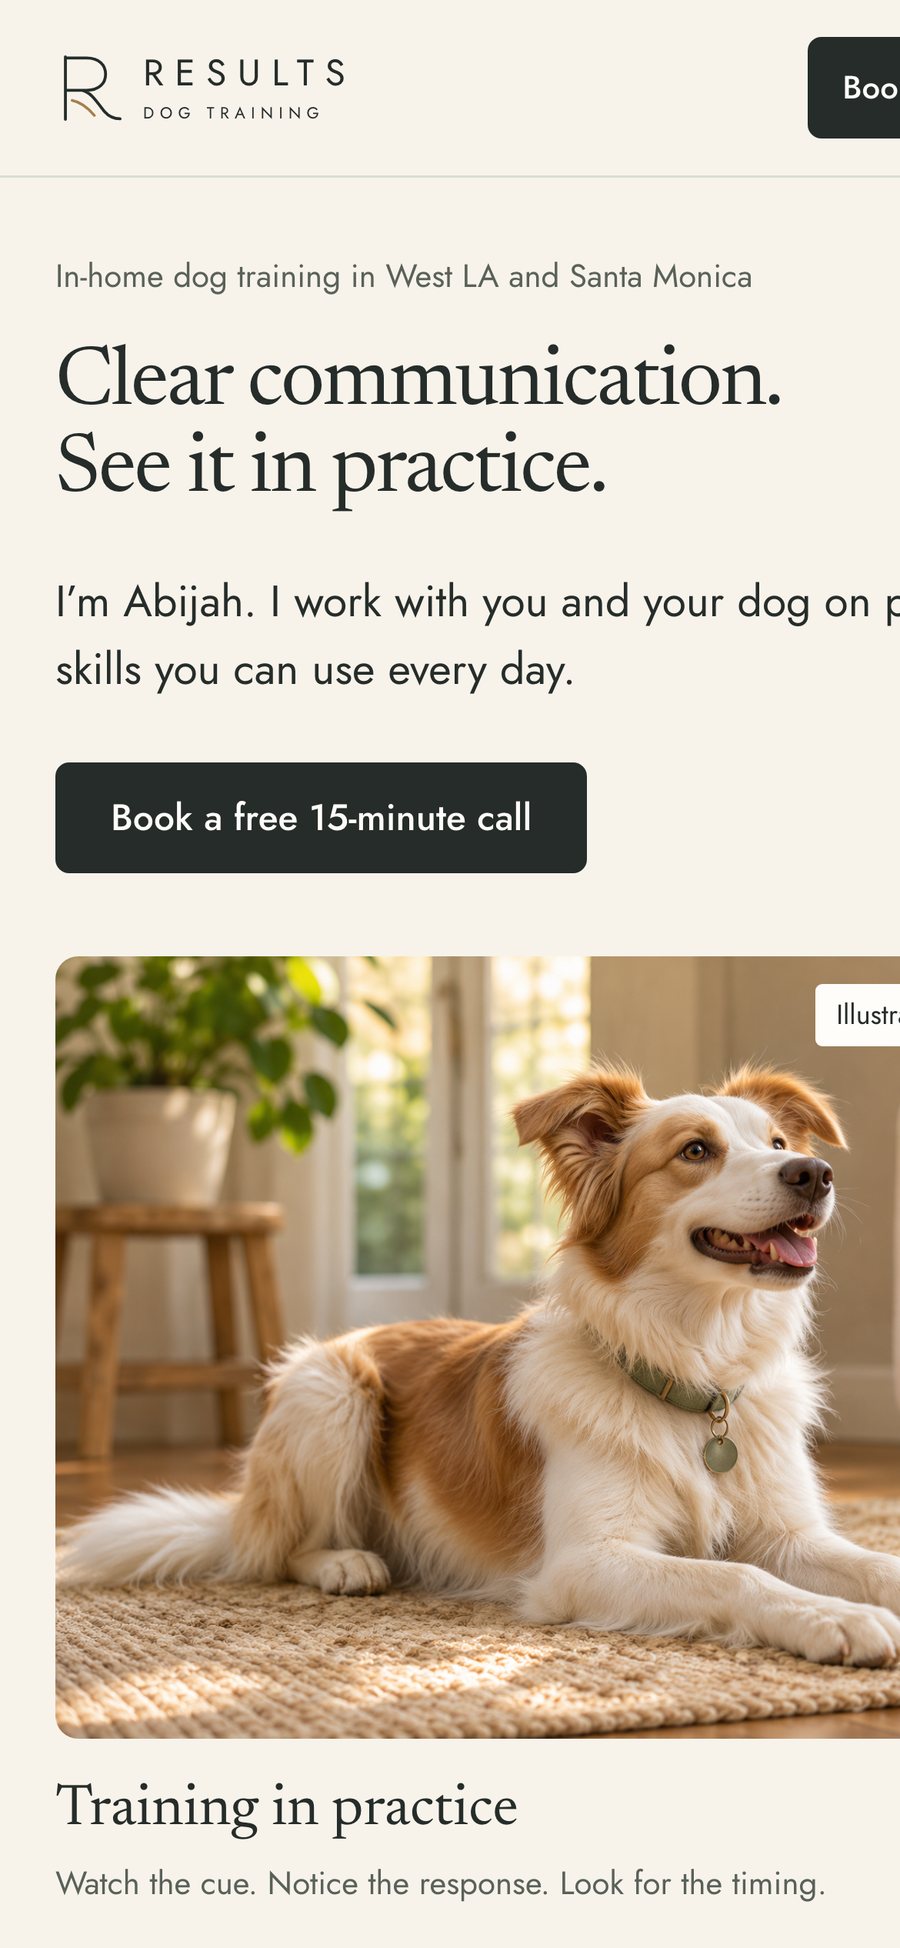 RESULTS
DOG TRAINING
In-home dog training in West LA and Santa Monica
Clear communication.
See it in practice.
I’m Abijah. I work with you and your dog on
skills you can use every day.
Book a free 15-minute call
Training in practice
Watch the cue. Notice the response. Look for the timing.